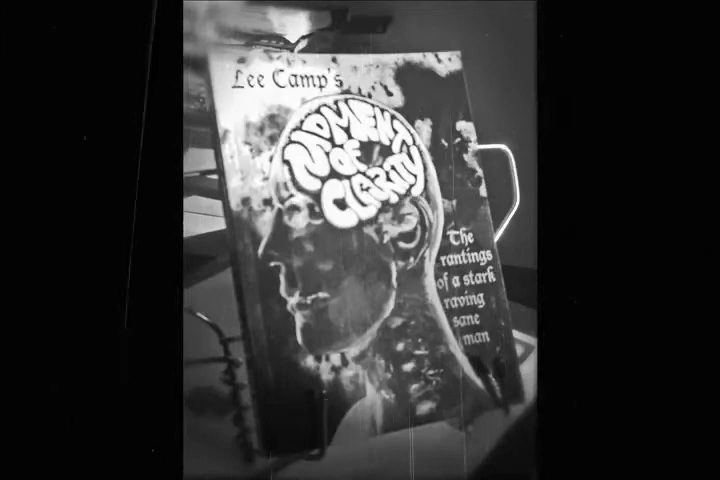 Lee Camp's
MOMENT
OF
CLARITY
The
rantings
of a stark
raving
sane
man